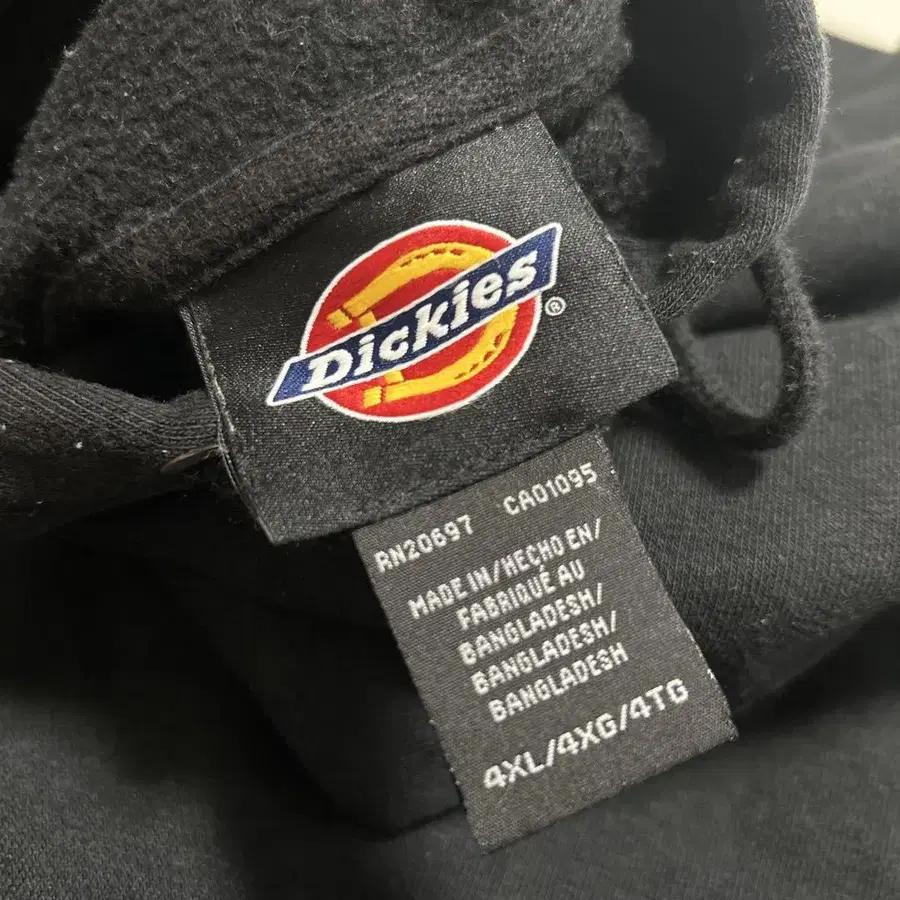 Dickies®
RN20697 CA01095
MADE IN/HECHO EN/
FABRIQUÉ AU
BANGLADESH/
BANGLADESH/
BANGLADESH
4XL/4XG/4TG